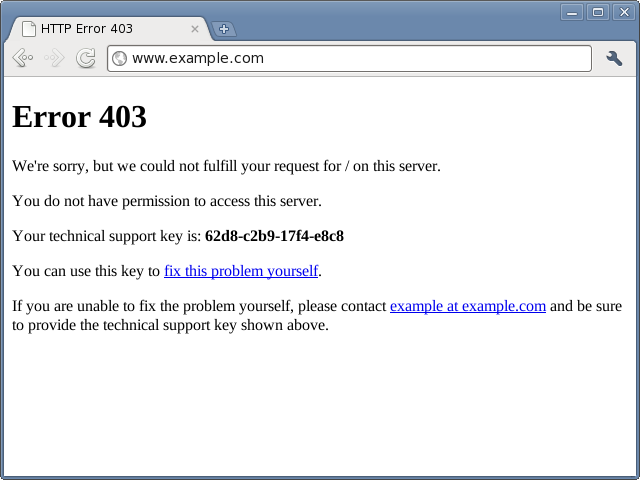 HTTP Error 403
www.example.com
Error 403
We're sorry, but we could not fulfill your request for / on this server.
You do not have permission to access this server.
Your technical support key is: 62d8-c2b9-17f4-e8c8
You can use this key to fix this problem yourself.
If you are unable to fix the problem yourself, please contact example at example.com and be sure
to provide the technical support key shown above.